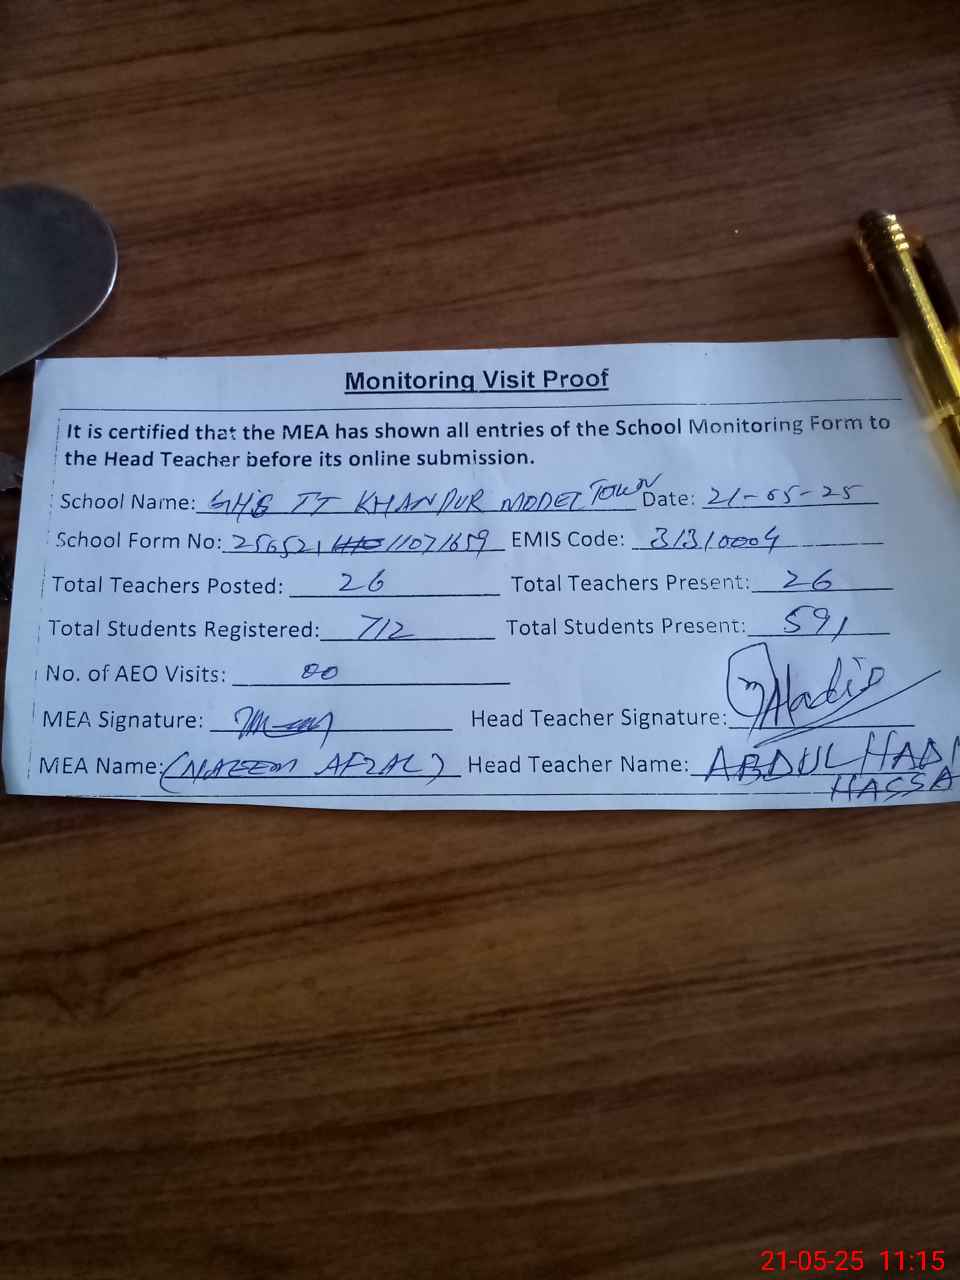 Monitoring Visit Proof
It is certified that the MEA has shown all entries of the School Monitoring Form to
the Head Teacher before its online submission.
School Name: GHS TT KHANPUR MODEL TOWN Date: 21-05-25
School Form No: 256521 11071659 EMIS Code: 31310004
Total Teachers Posted: 26 Total Teachers Present: 26
Total Students Registered: 712 Total Students Present: 591
No. of AEO Visits: 00
MEA Signature: Head Teacher Signature: Hadi
MEA Name: (NAEEM AFZAL) Head Teacher Name: ABDUL HADI
HASSA
21-05-25 11:15